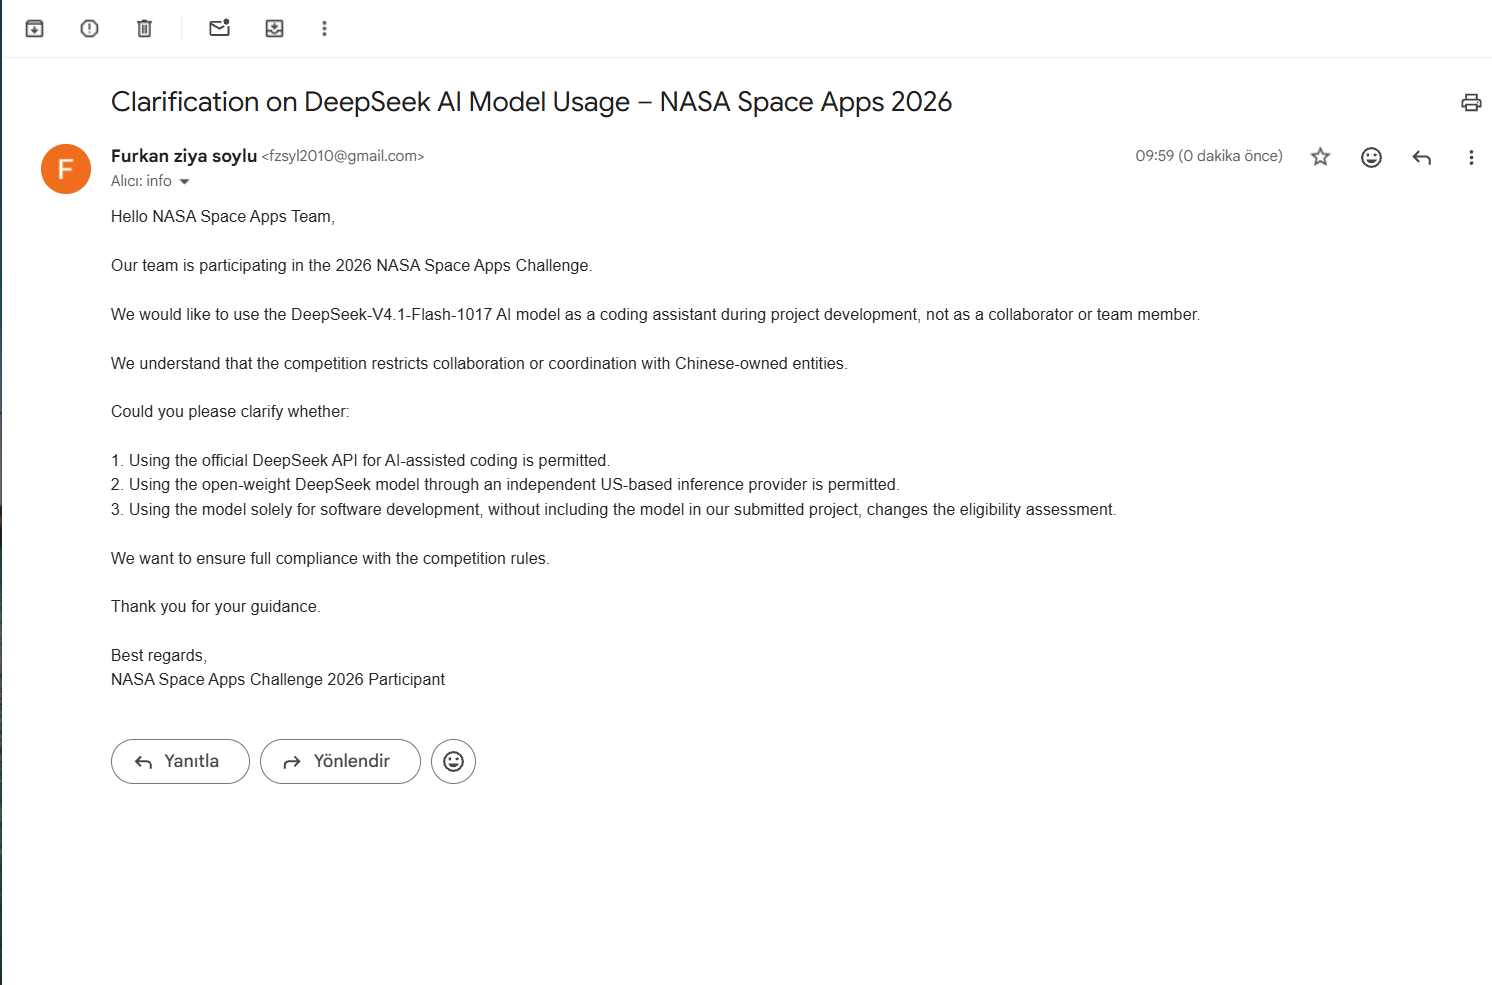 Clarification on DeepSeek AI Model Usage – NASA Space Apps 2026
F
Furkan ziya soylu <fzsyl2010@gmail.com>
09:59 (0 dakika önce)
Alıcı: info
Hello NASA Space Apps Team,
Our team is participating in the 2026 NASA Space Apps Challenge.
We would like to use the DeepSeek-V4.1-Flash-1017 AI model as a coding assistant during project development, not as a collaborator or team member.
We understand that the competition restricts collaboration or coordination with Chinese-owned entities.
Could you please clarify whether:
1. Using the official DeepSeek API for AI-assisted coding is permitted.
2. Using the open-weight DeepSeek model through an independent US-based inference provider is permitted.
3. Using the model solely for software development, without including the model in our submitted project, changes the eligibility assessment.
We want to ensure full compliance with the competition rules.
Thank you for your guidance.
Best regards,
NASA Space Apps Challenge 2026 Participant
Yanıtla
Yönlendir